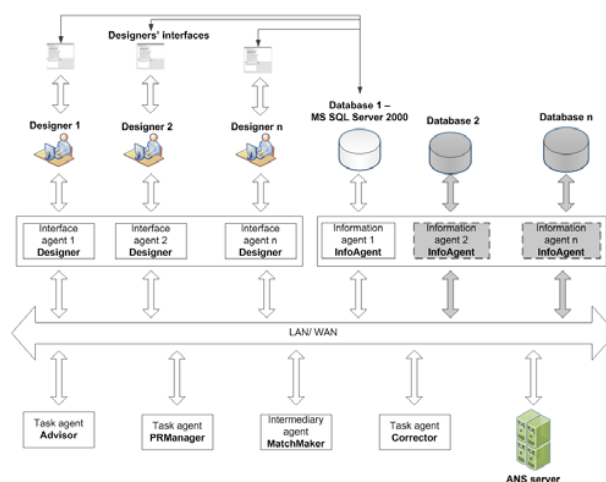 Designers' interfaces
Designer 1
Designer 2
Designer n
Database 1 –
MS SQL Server 2000
Database 2
Database n
Interface
agent 1
Designer
Interface
agent 2
Designer
Interface
agent n
Designer
Information
agent 1
InfoAgent
Information
agent 2
InfoAgent
Information
agent n
InfoAgent
LAN/ WAN
Task agent
Advisor
Task agent
PRManager
Intermediary
agent
MatchMaker
Task agent
Corrector
ANS server